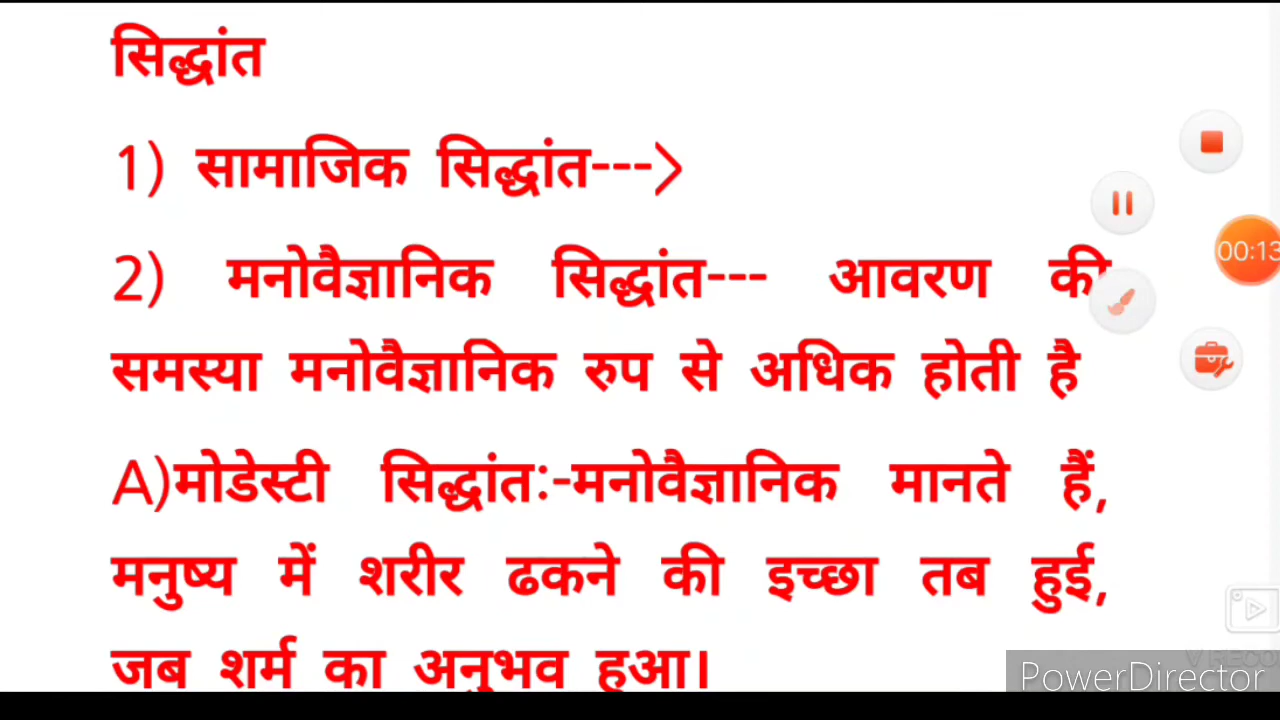 सिद्धांत
1) सामाजिक सिद्धांत--->
2) मनोवैज्ञानिक सिद्धांत--- आवरण की
समस्या मनोवैज्ञानिक रुप से अधिक होती है
A)मोडेस्टी सिद्धांतः-मनोवैज्ञानिक मानते हैं,
मनुष्य में शरीर ढकने की इच्छा तब हुई,
जब शर्म का अनुभव हुआ।
00:13
PowerDirector